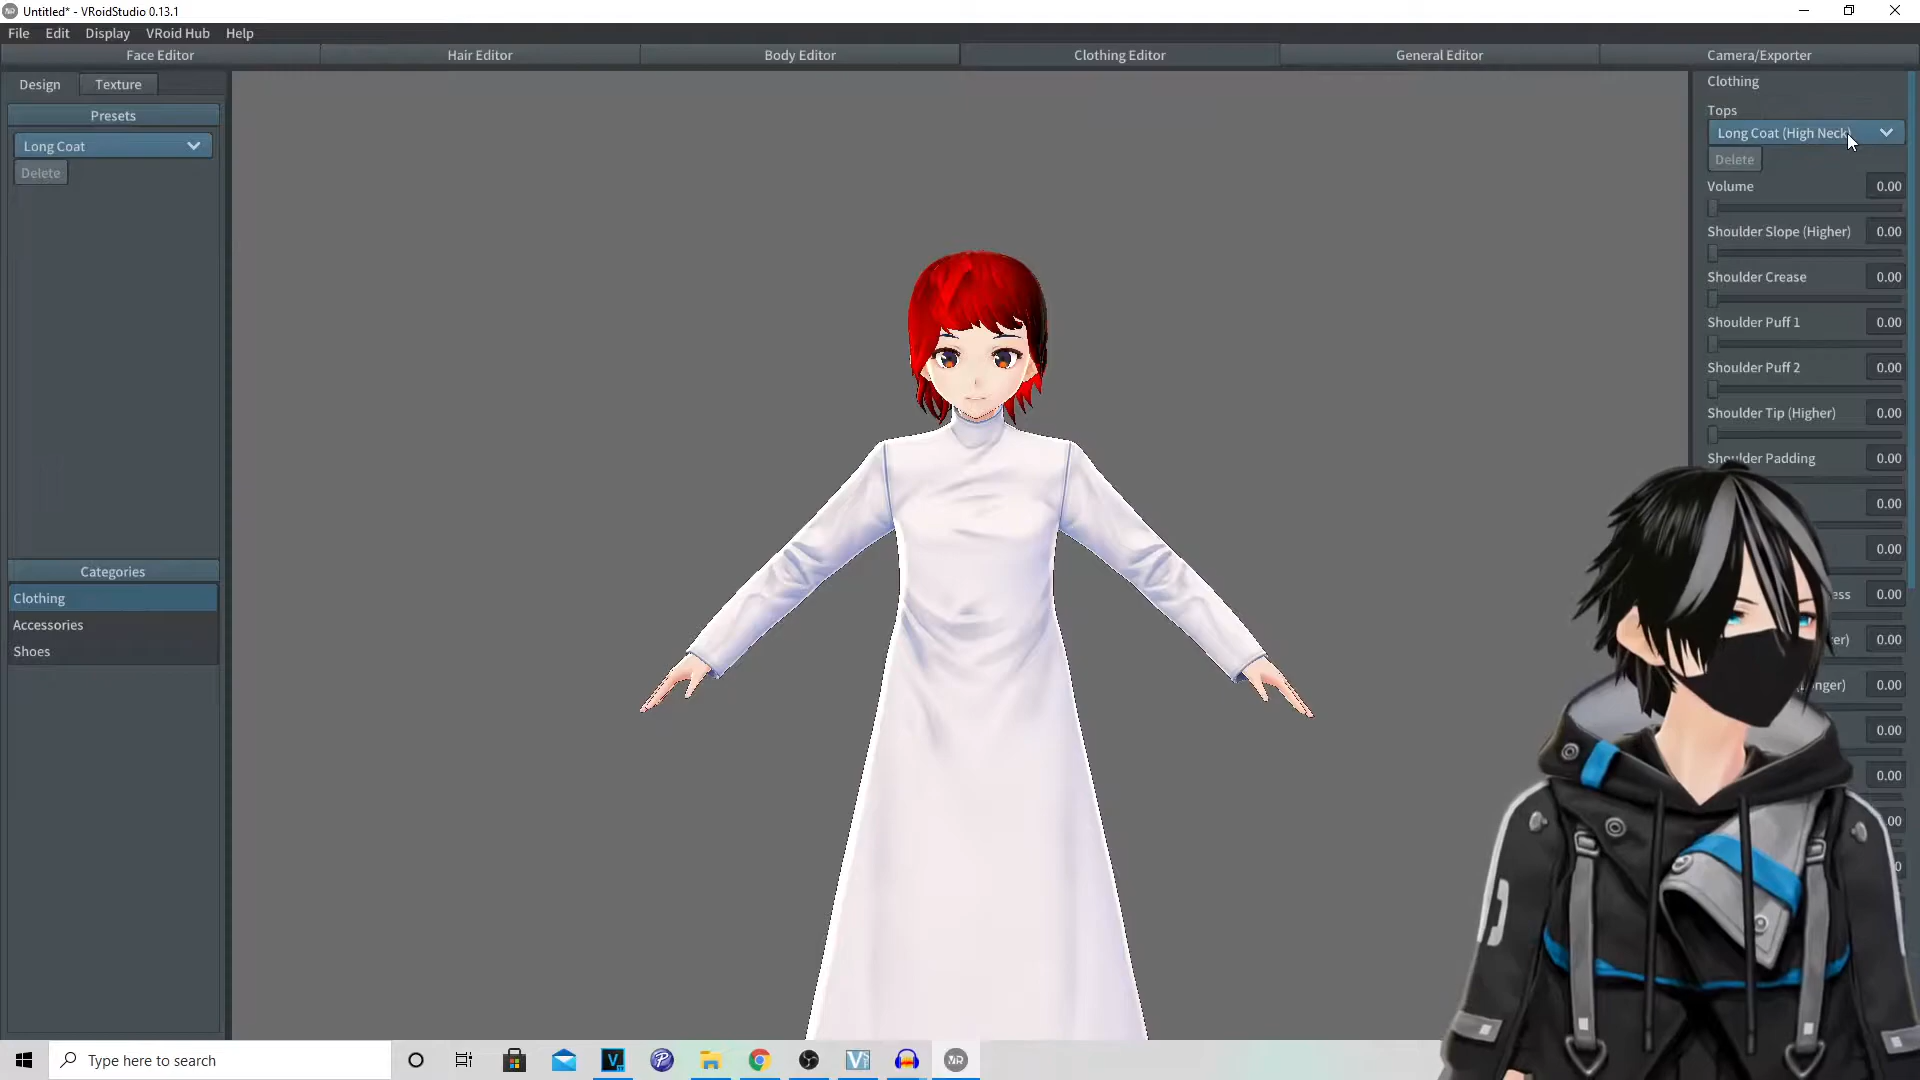 Untitled* - VRoidStudio 0.13.1
File Edit Display VRoid Hub Help
Face Editor Hair Editor Body Editor Clothing Editor General Editor Camera/Exporter
Design Texture
Presets
Long Coat
Delete
Categories
Clothing
Accessories
Shoes
Clothing
Tops
Long Coat (High Neck)
Delete
Volume 0.00
Shoulder Slope (Higher) 0.00
Shoulder Crease 0.00
Shoulder Puff 1 0.00
Shoulder Puff 2 0.00
Shoulder Tip (Higher) 0.00
Shoulder Padding 0.00
0.00
0.00
ess 0.00
0.00
0.00
0.00
0.00
.00
Type here to search